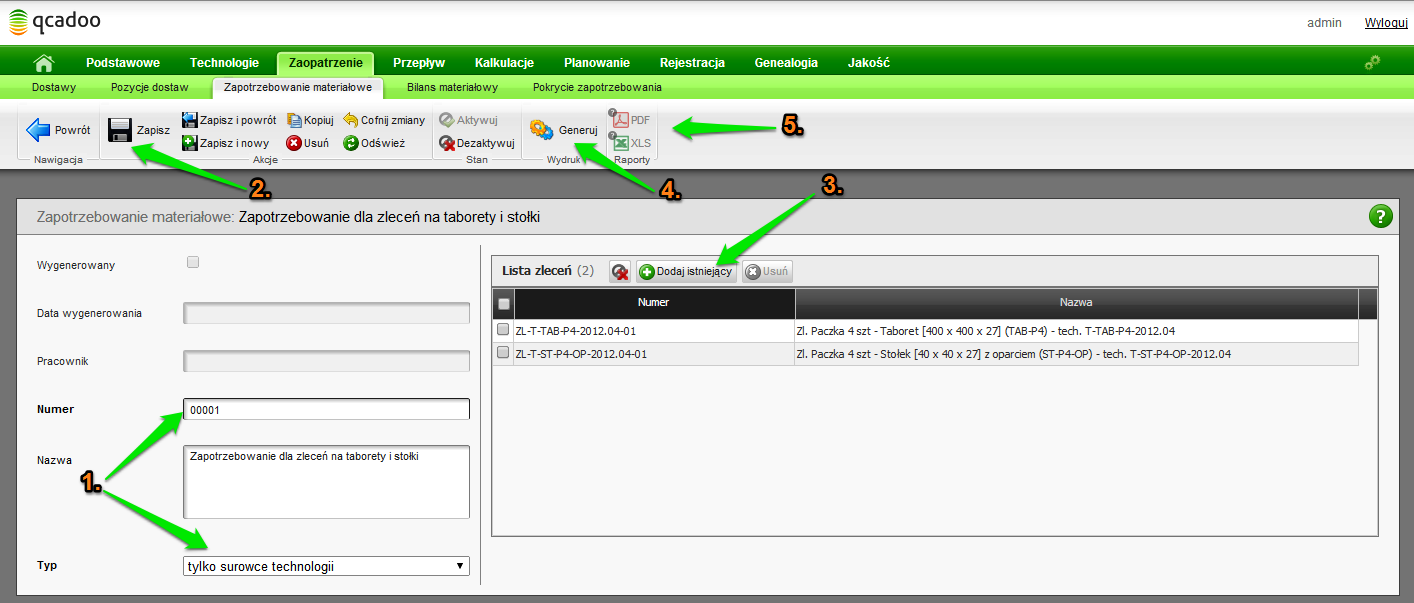 qcadoo
admin Wyloguj
Podstawowe Technologie Zaopatrzenie Przepływ Kalkulacje Planowanie Rejestracja Genealogia Jakość
Dostawy Pozycje dostaw Zapotrzebowanie materiałowe Bilans materiałowy Pokrycie zapotrzebowania
Powrót Zapisz Zapisz i powrót Kopiuj Cofnij zmiany Aktywuj Generuj ? PDF 5.
Zapisz i nowy Usuń Odśwież Dezaktywuj ? XLS
Nawigacja Akcje Stan Wydruk Raporty
2. 4. 3.
Zapotrzebowanie materiałowe: Zapotrzebowanie dla zleceń na taborety i stołki ?
Wygenerowany
Data wygenerowania
Pracownik
Numer 00001
Nazwa Zapotrzebowanie dla zleceń na taborety i stołki
1.
Typ tylko surowce technologii
Lista zleceń (2) Dodaj istniejący Usuń
Numer Nazwa
ZL-T-TAB-P4-2012.04-01 Zl. Paczka 4 szt - Taboret [400 x 400 x 27] (TAB-P4) - tech. T-TAB-P4-2012.04
ZL-T-ST-P4-OP-2012.04-01 Zl. Paczka 4 szt - Stołek [40 x 40 x 27] z oparciem (ST-P4-OP) - tech. T-ST-P4-OP-2012.04